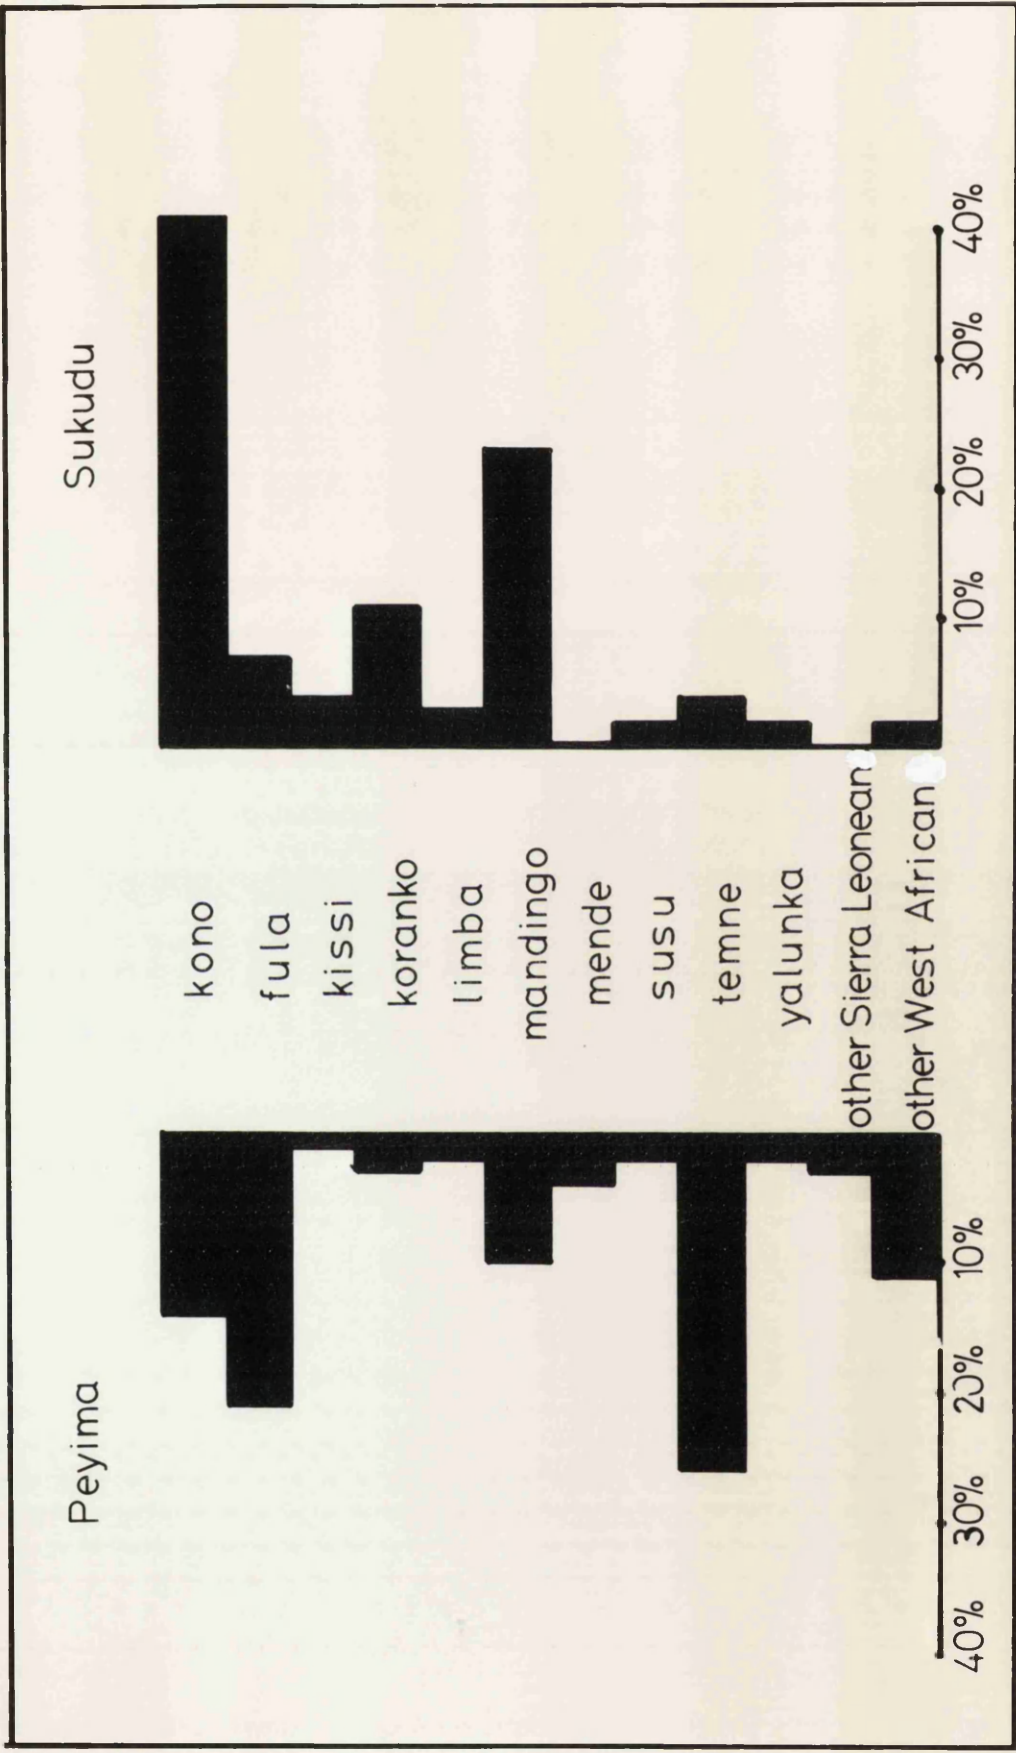 Peyima
Sukudu
kono
fula
kissi
koranko
limba
mandingo
mende
susu
temne
yalunka
other Sierra Leonean
other West African
40% 30% 20% 10%
10% 20% 30% 40%